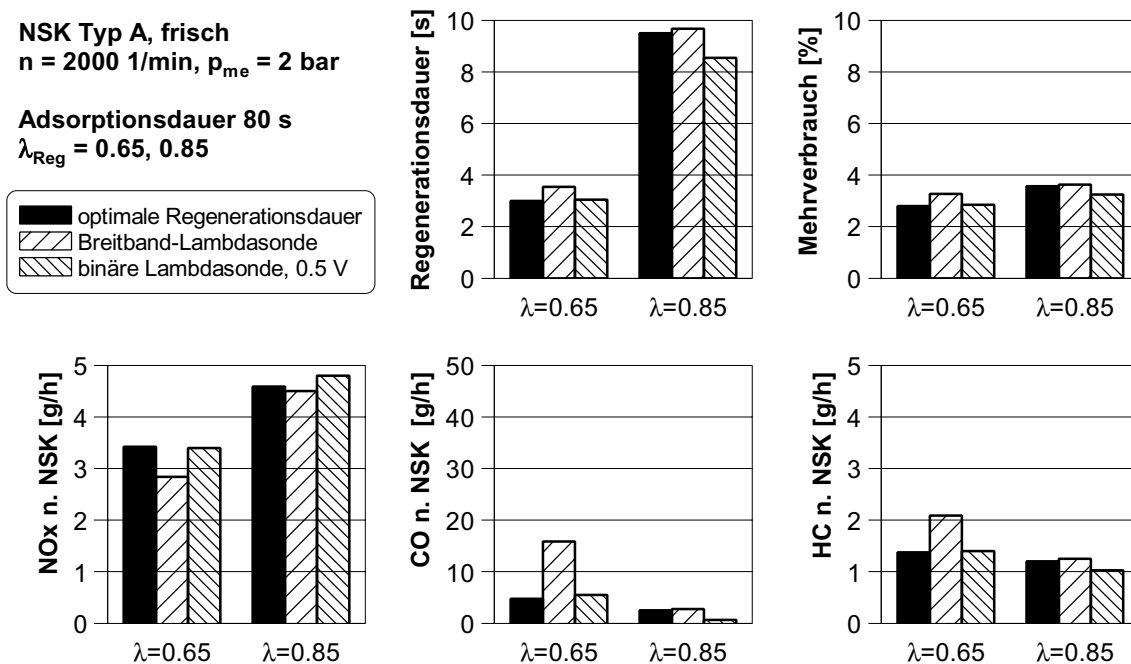 NSK Typ A, frisch
n = 2000 1/min, pme = 2 bar
Adsorptionsdauer 80 s
λReg = 0.65, 0.85
optimale Regenerationsdauer
Breitband-Lambdasonde
binäre Lambdasonde, 0.5 V
Regenerationsdauer [s]
10
8
6
4
2
0
λ=0.65
λ=0.85
Mehrverbrauch [%]
10
8
6
4
2
0
λ=0.65
λ=0.85
NOx n. NSK [g/h]
5
4
3
2
1
0
λ=0.65
λ=0.85
CO n. NSK [g/h]
50
40
30
20
10
0
λ=0.65
λ=0.85
HC n. NSK [g/h]
5
4
3
2
1
0
λ=0.65
λ=0.85